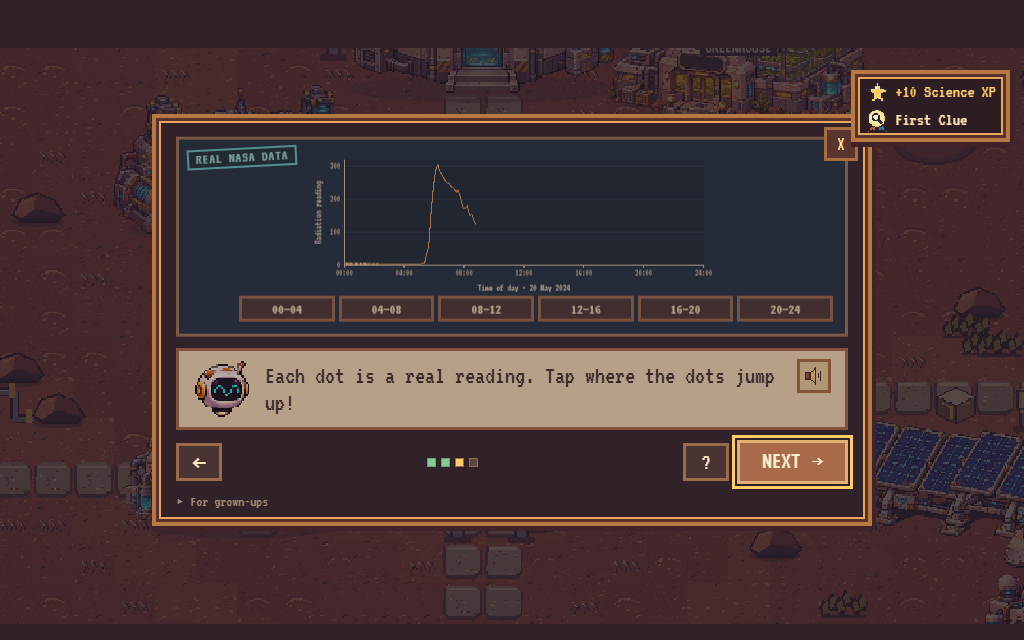 GREENHOUSE
+10 Science XP
First Clue
X
REAL NASA DATA
300
200
100
0
Radiation reading
00:00 04:00 08:00 12:00 16:00 20:00 24:00
Time of day · 20 May 2024
00–04 04–08 08–12 12–16 16–20 20–24
Each dot is a real reading. Tap where the dots jump
up!
?
NEXT →
For grown-ups